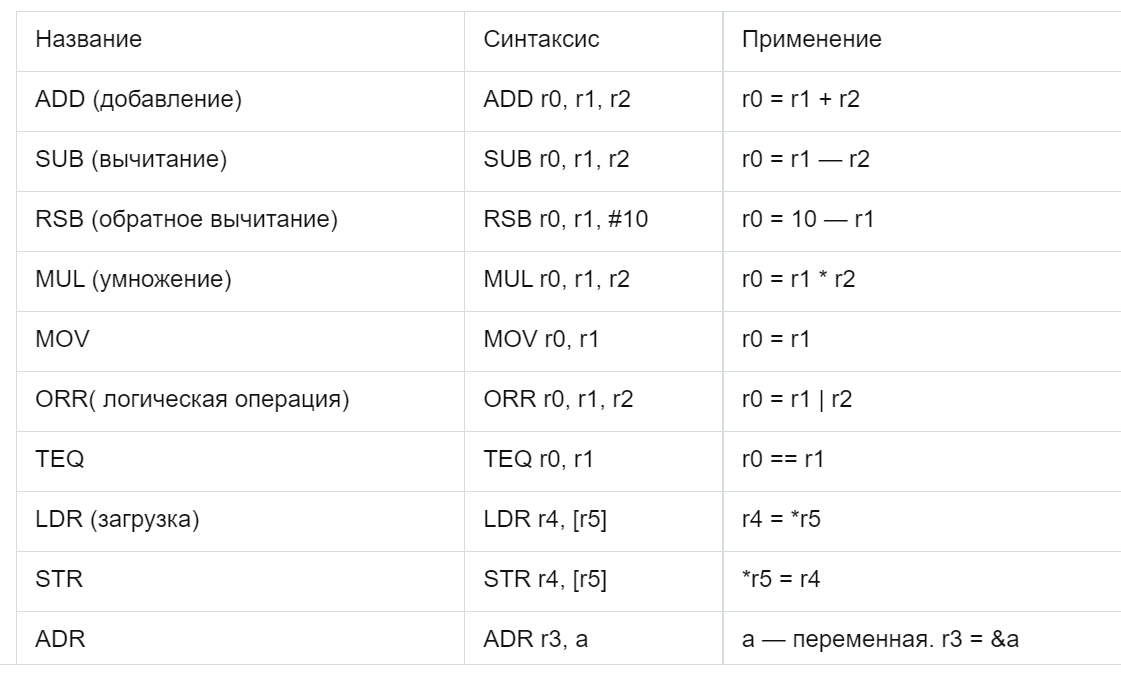 Название Синтаксис Применение
ADD (добавление) ADD r0, r1, r2 r0 = r1 + r2
SUB (вычитание) SUB r0, r1, r2 r0 = r1 — r2
RSB (обратное вычитание) RSB r0, r1, #10 r0 = 10 — r1
MUL (умножение) MUL r0, r1, r2 r0 = r1 * r2
MOV MOV r0, r1 r0 = r1
ORR( логическая операция) ORR r0, r1, r2 r0 = r1 | r2
TEQ TEQ r0, r1 r0 == r1
LDR (загрузка) LDR r4, [r5] r4 = *r5
STR STR r4, [r5] *r5 = r4
ADR ADR r3, a a — переменная. r3 = &a